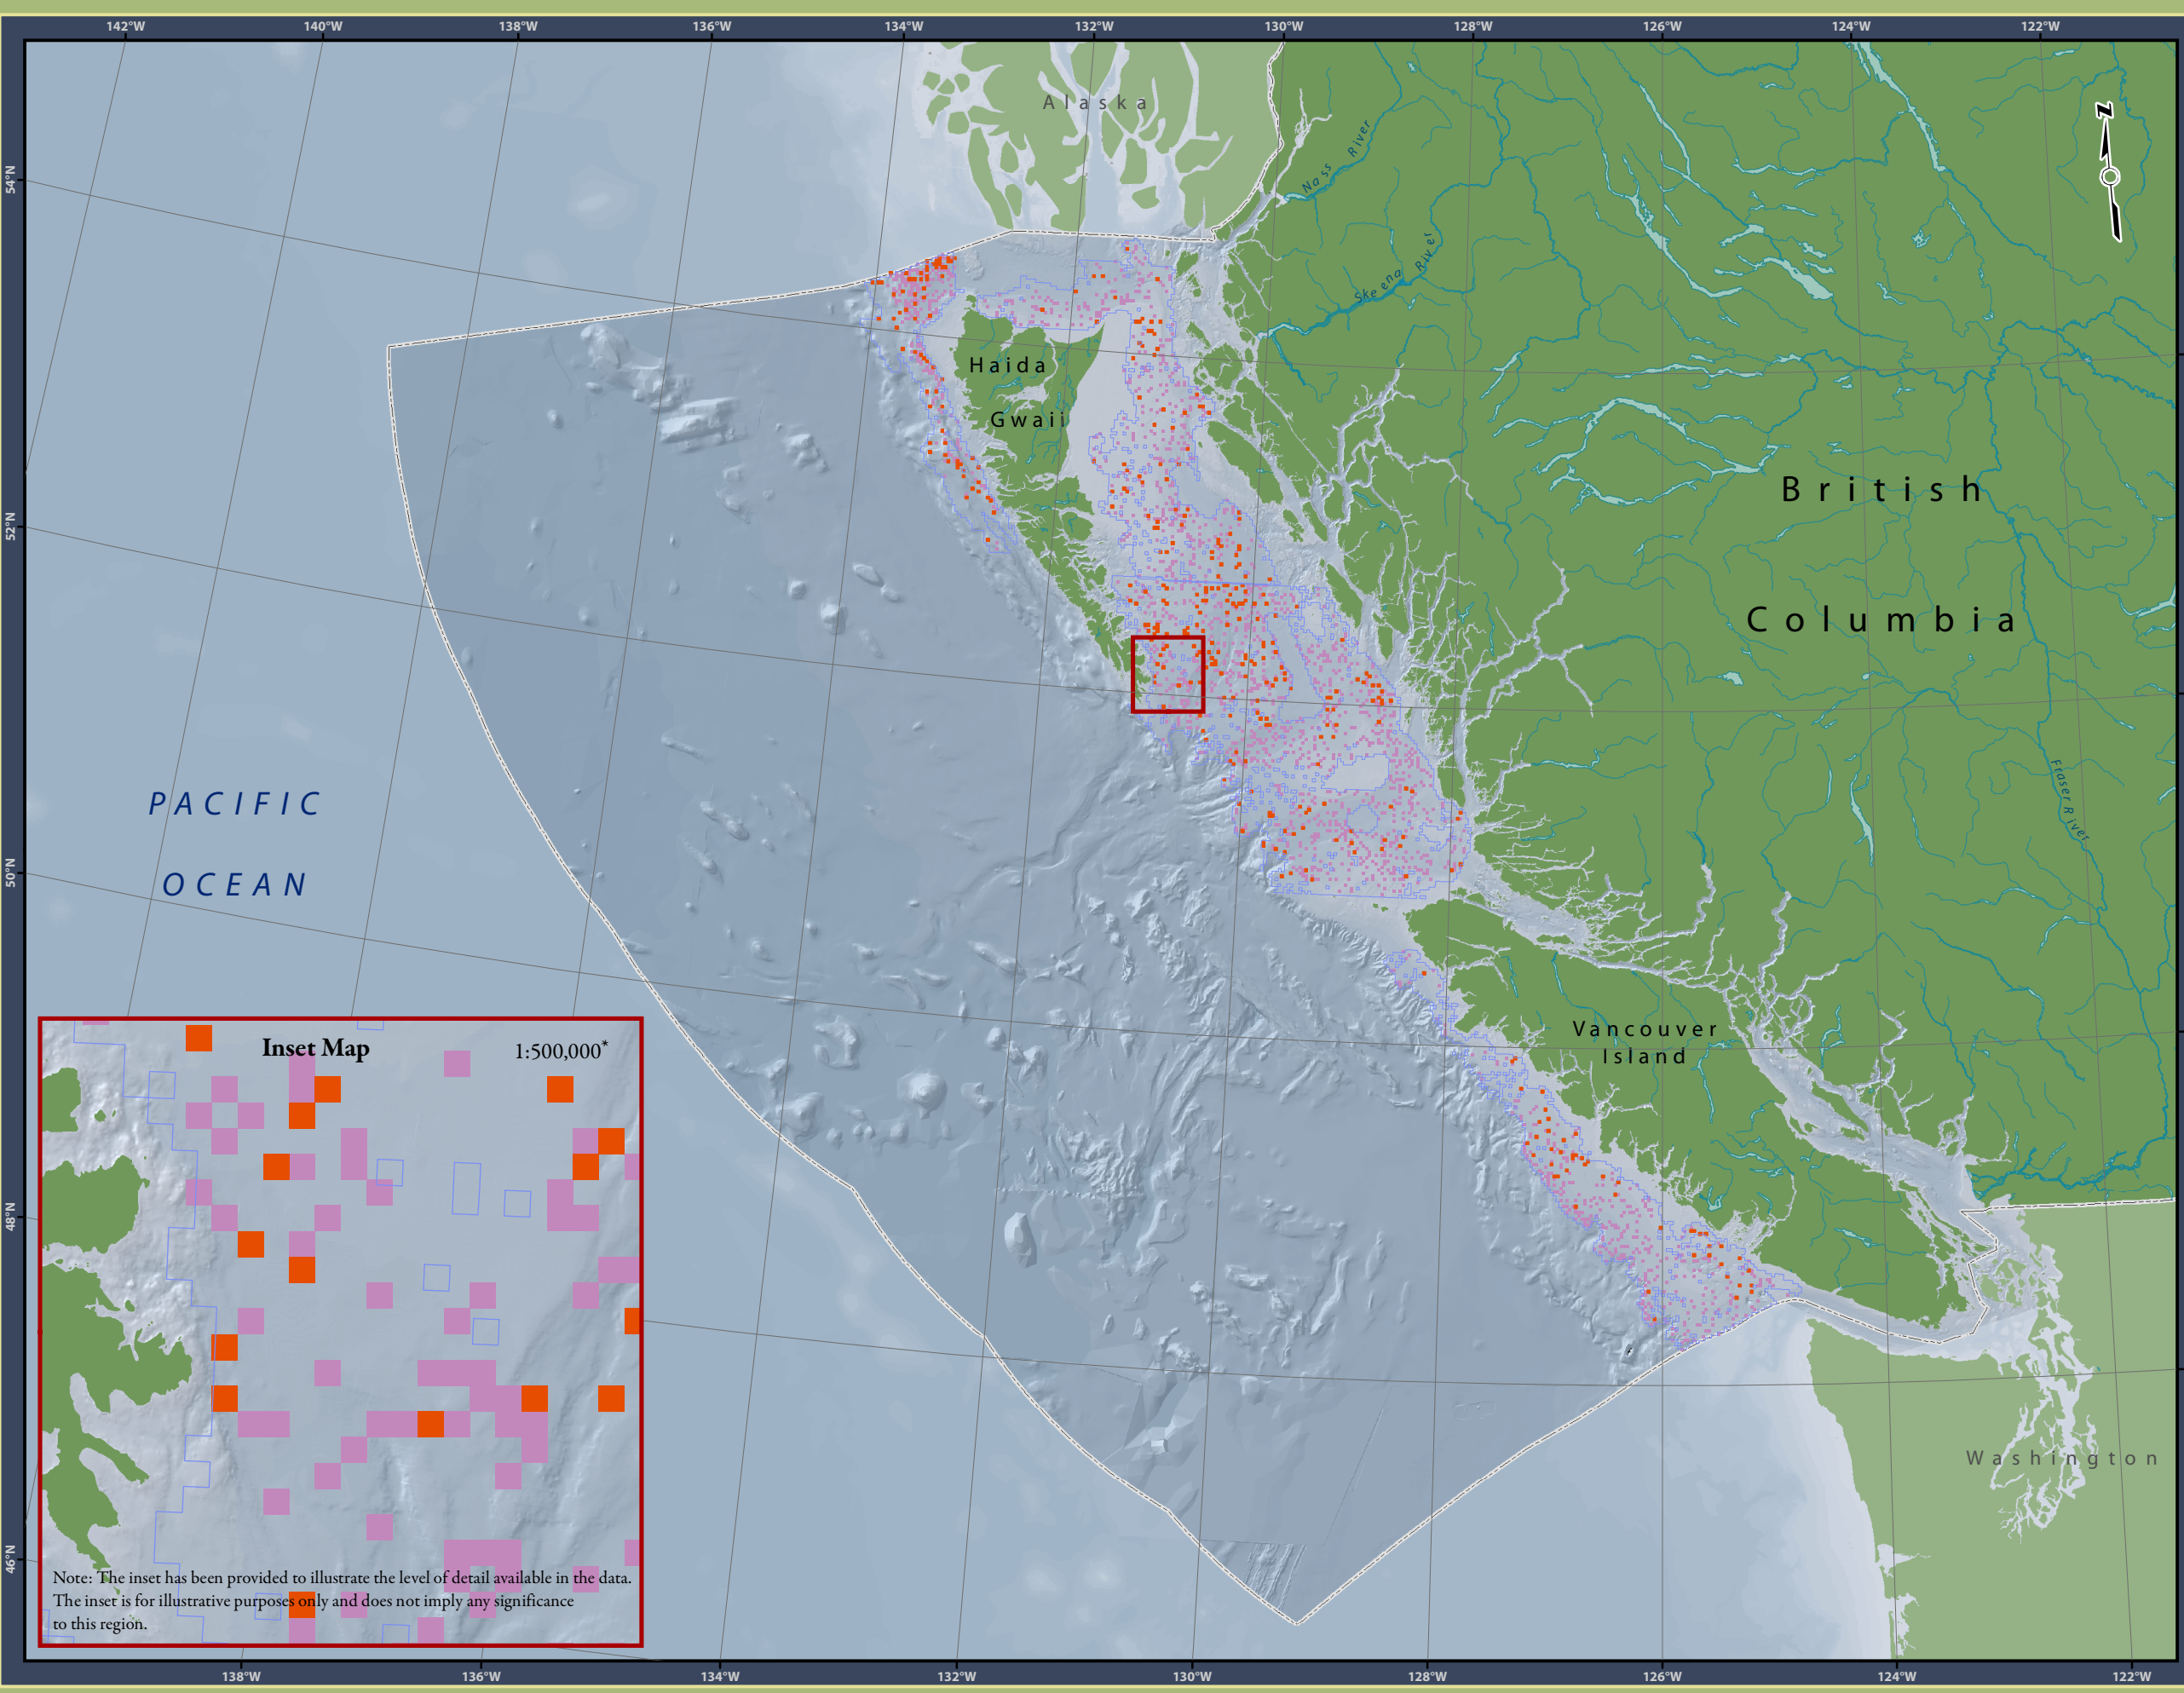 142°W 140°W 138°W 136°W 134°W 132°W 130°W 128°W 126°W 124°W 122°W
Alaska
N
Nass River
54°N
Skeena River
Haida
Gwaii
British
52°N
Columbia
PACIFIC
Fraser River
50°N
OCEAN
Vancouver
Island
Inset Map
1:500,000*
48°N
Washington
46°N
Note: The inset has been provided to illustrate the level of detail available in the data.
The inset is for illustrative purposes only and does not imply any significance
to this region.
138°W 136°W 134°W 132°W 130°W 128°W 126°W 124°W 122°W